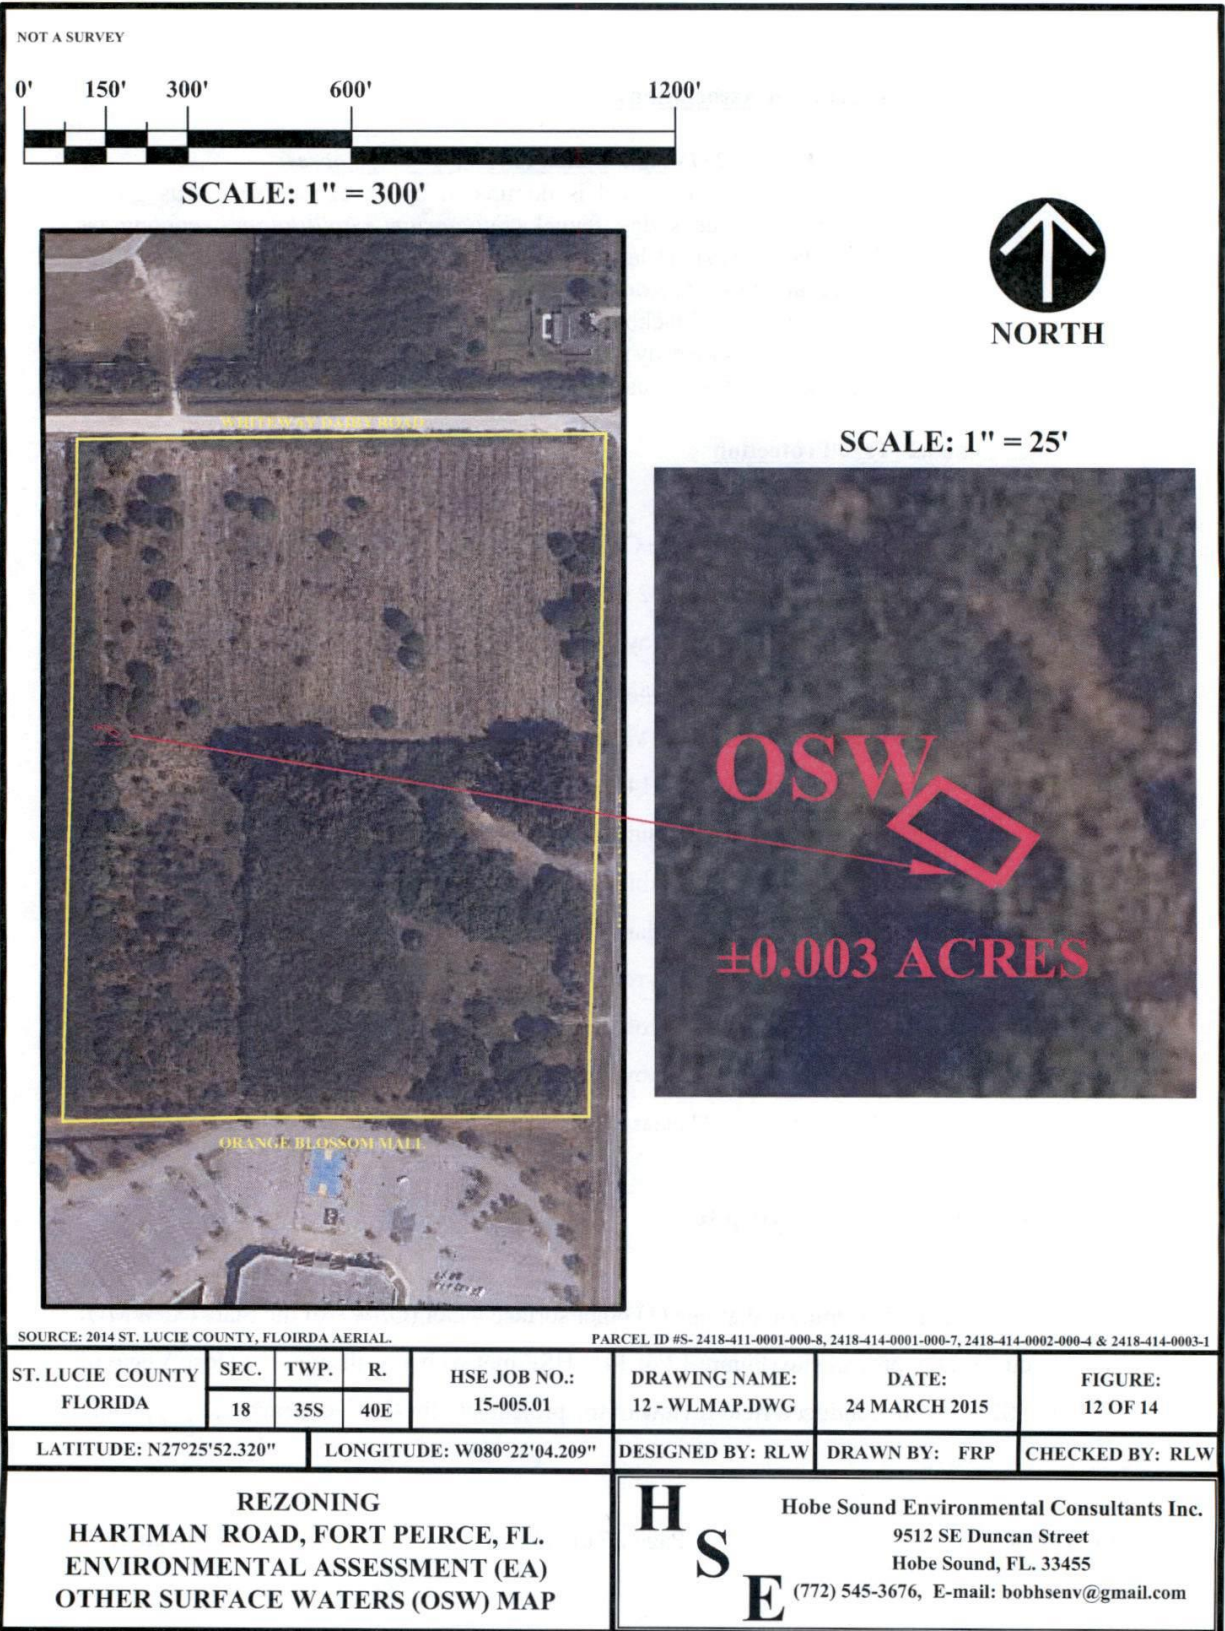 NOT A SURVEY
0' 150' 300' 600' 1200'
SCALE: 1" = 300'
NORTH
SCALE: 1" = 25'
WHITEWAY DAIRY ROAD
OSW
±0.003 ACRES
ORANGE BLOSSOM MALL
SOURCE: 2014 ST. LUCIE COUNTY, FLOIRDA AERIAL.
PARCEL ID #S- 2418-411-0001-000-8, 2418-414-0001-000-7, 2418-414-0002-000-4 & 2418-414-0003-1
ST. LUCIE COUNTY
FLORIDA
SEC. TWP. R.
18 35S 40E
HSE JOB NO.:
15-005.01
DRAWING NAME:
12 - WLMAP.DWG
DATE:
24 MARCH 2015
FIGURE:
12 OF 14
LATITUDE: N27°25'52.320"
LONGITUDE: W080°22'04.209"
DESIGNED BY: RLW
DRAWN BY: FRP
CHECKED BY: RLW
REZONING
HARTMAN ROAD, FORT PEIRCE, FL.
ENVIRONMENTAL ASSESSMENT (EA)
OTHER SURFACE WATERS (OSW) MAP
HSE
Hobe Sound Environmental Consultants Inc.
9512 SE Duncan Street
Hobe Sound, FL. 33455
(772) 545-3676, E-mail: bobhsenv@gmail.com